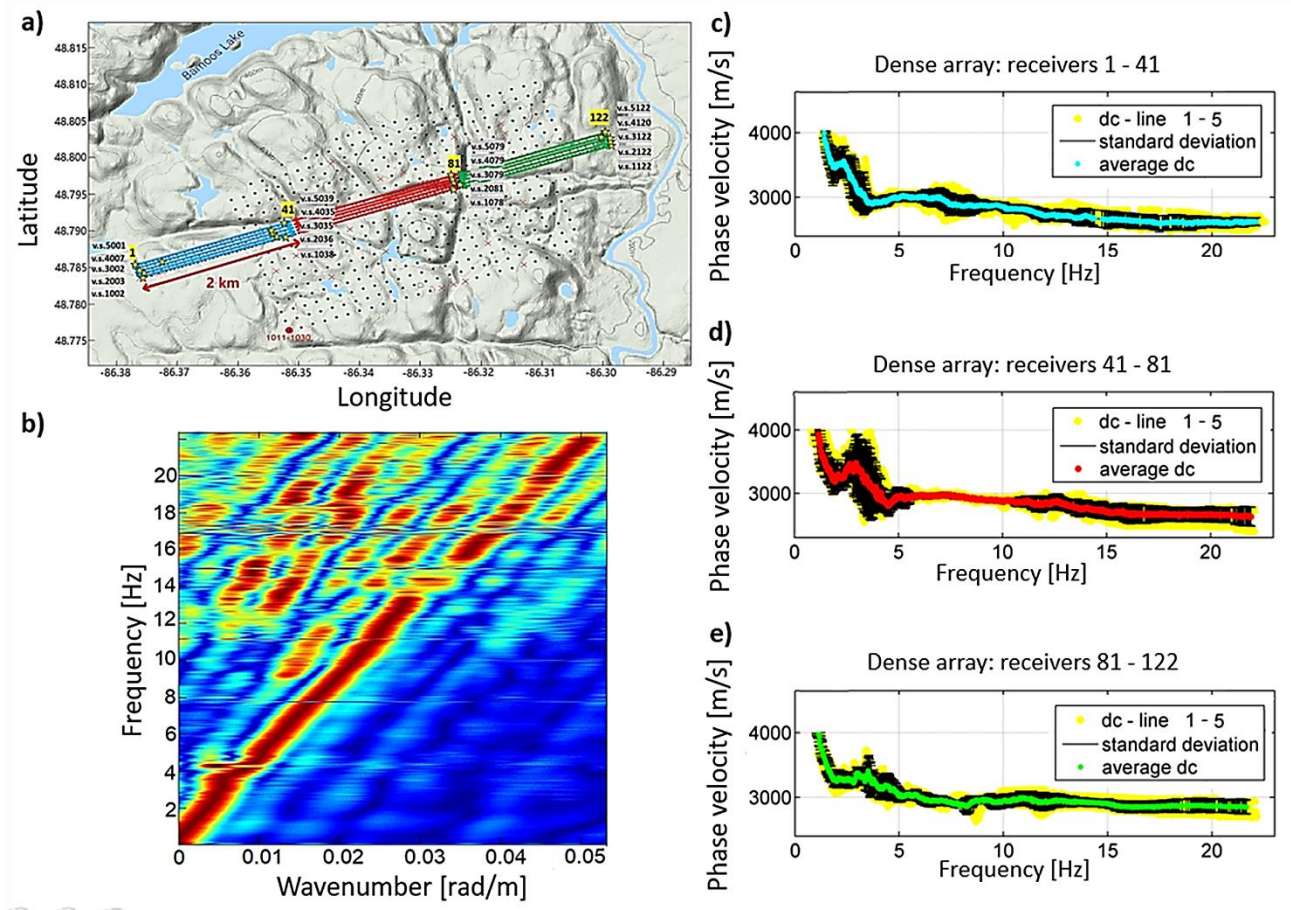 a)
48.815
48.810
48.805
48.800
48.795
48.790
48.785
48.780
48.775
Latitude
Bamoos Lake
1
41
81
122
v.s.5001
v.s.4007
v.s.3002
v.s.2003
v.s.1002
v.s.5039
v.s.4035
v.s.3035
v.s.2036
v.s.1038
v.s.5079
v.s.4079
v.s.3079
v.s.2081
v.s.1078
v.s.5122
v.s.4120
v.s.3122
v.s.2122
v.s.1122
2 km
1011-1030
-86.38 -86.37 -86.36 -86.35 -86.34 -86.33 -86.32 -86.31 -86.30 -86.29
Longitude
b)
20
18
16
14
12
10
8
6
4
2
Frequency [Hz]
0 0.01 0.02 0.03 0.04 0.05
Wavenumber [rad/m]
c)
Dense array: receivers 1 - 41
Phase velocity [m/s]
4000
3000
dc - line 1 - 5
standard deviation
average dc
0 5 10 15 20
Frequency [Hz]
d)
Dense array: receivers 41 - 81
Phase velocity [m/s]
4000
3000
dc - line 1 - 5
standard deviation
average dc
0 5 10 15 20
Frequency [Hz]
e)
Dense array: receivers 81 - 122
Phase velocity [m/s]
4000
3000
dc - line 1 - 5
standard deviation
average dc
0 5 10 15 20
Frequency [Hz]